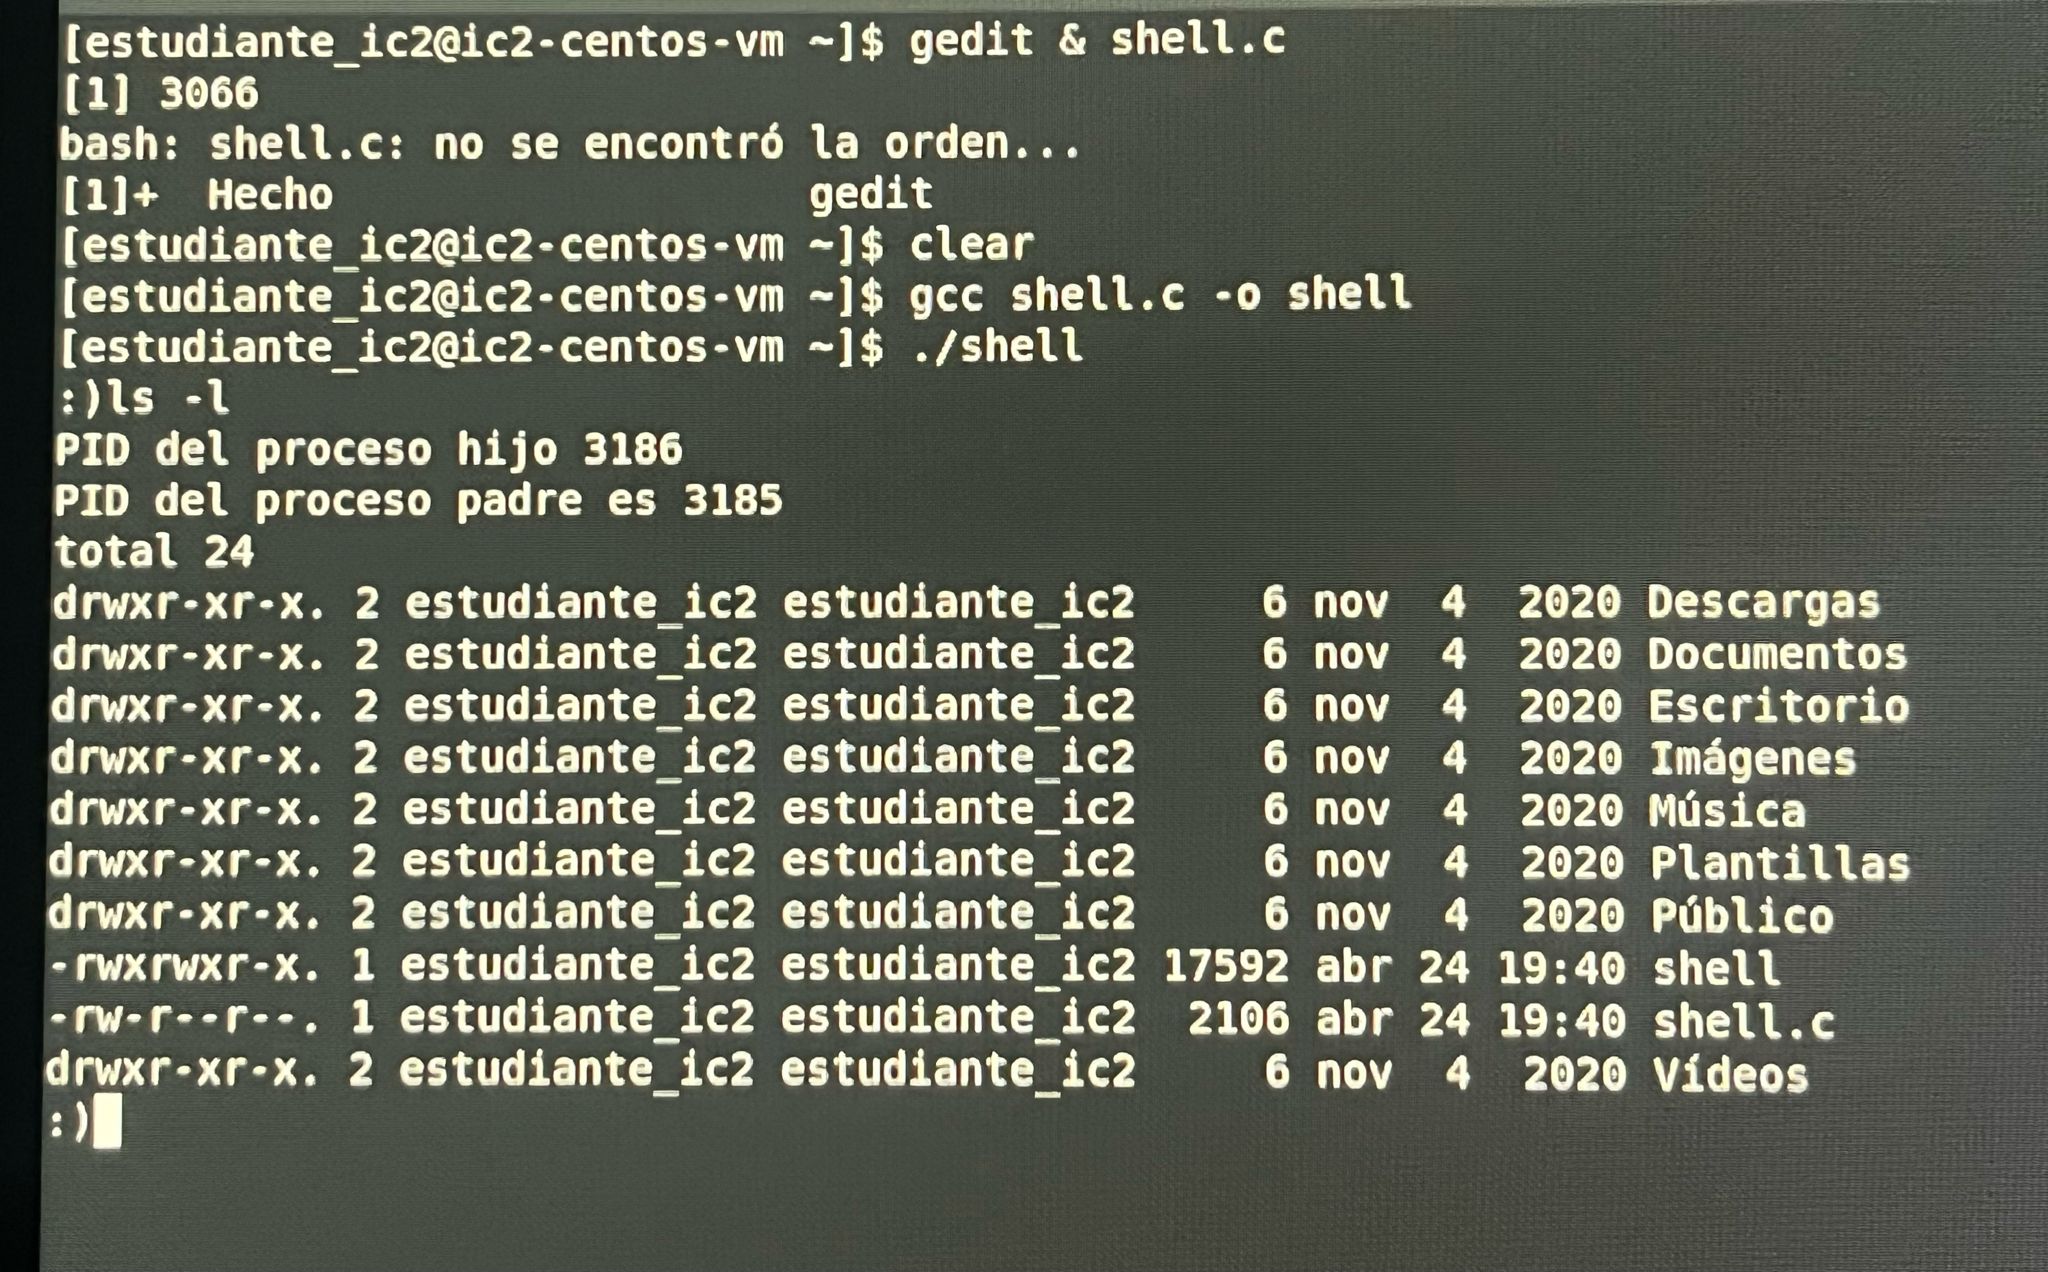 [estudiante_ic2@ic2-centos-vm ~]$ gedit & shell.c
[1] 3066
bash: shell.c: no se encontró la orden...
[1]+  Hecho                   gedit
[estudiante_ic2@ic2-centos-vm ~]$ clear
[estudiante_ic2@ic2-centos-vm ~]$ gcc shell.c -o shell
[estudiante_ic2@ic2-centos-vm ~]$ ./shell
:)ls -l
PID del proceso hijo 3186
PID del proceso padre es 3185
total 24
drwxr-xr-x. 2 estudiante_ic2 estudiante_ic2     6 nov  4  2020 Descargas
drwxr-xr-x. 2 estudiante_ic2 estudiante_ic2     6 nov  4  2020 Documentos
drwxr-xr-x. 2 estudiante_ic2 estudiante_ic2     6 nov  4  2020 Escritorio
drwxr-xr-x. 2 estudiante_ic2 estudiante_ic2     6 nov  4  2020 Imágenes
drwxr-xr-x. 2 estudiante_ic2 estudiante_ic2     6 nov  4  2020 Música
drwxr-xr-x. 2 estudiante_ic2 estudiante_ic2     6 nov  4  2020 Plantillas
drwxr-xr-x. 2 estudiante_ic2 estudiante_ic2     6 nov  4  2020 Público
-rwxrwxr-x. 1 estudiante_ic2 estudiante_ic2 17592 abr 24 19:40 shell
-rw-r--r--. 1 estudiante_ic2 estudiante_ic2  2106 abr 24 19:40 shell.c
drwxr-xr-x. 2 estudiante_ic2 estudiante_ic2     6 nov  4  2020 Vídeos
:)